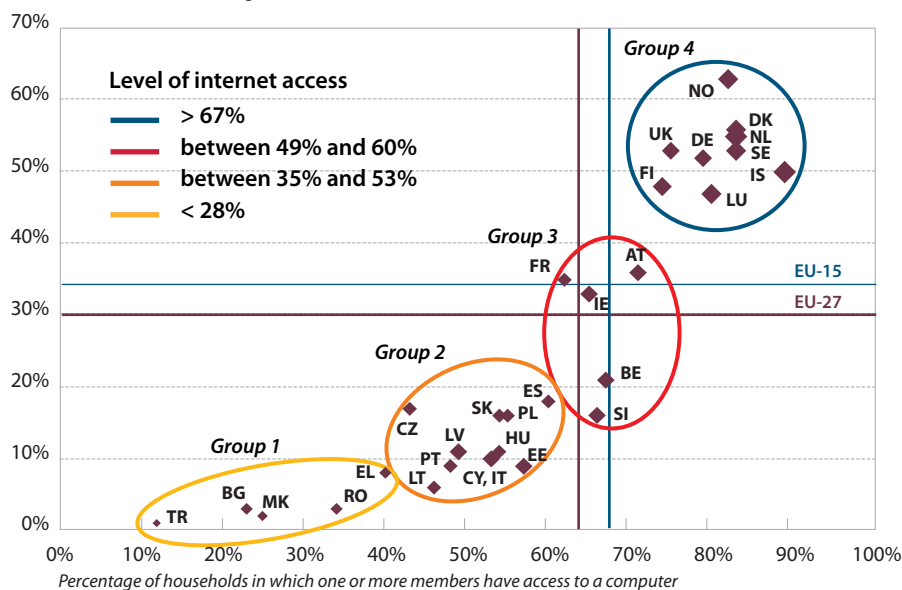 70%
60%
50%
40%
30%
20%
10%
0%
Level of internet access
> 67%
between 49% and 60%
between 35% and 53%
< 28%
Group 4
NO
DK
NL
SE
UK
DE
IS
FI
LU
Group 3
FR
AT
IE
EU-15
EU-27
BE
SI
Group 2
ES
CZ
SK
PL
LV
HU
PT
EE
LT
CY, IT
Group 1
EL
BG
MK
RO
TR
0% 10% 20% 30% 40% 50% 60% 70% 80% 90% 100%
Percentage of households in which one or more members have access to a computer